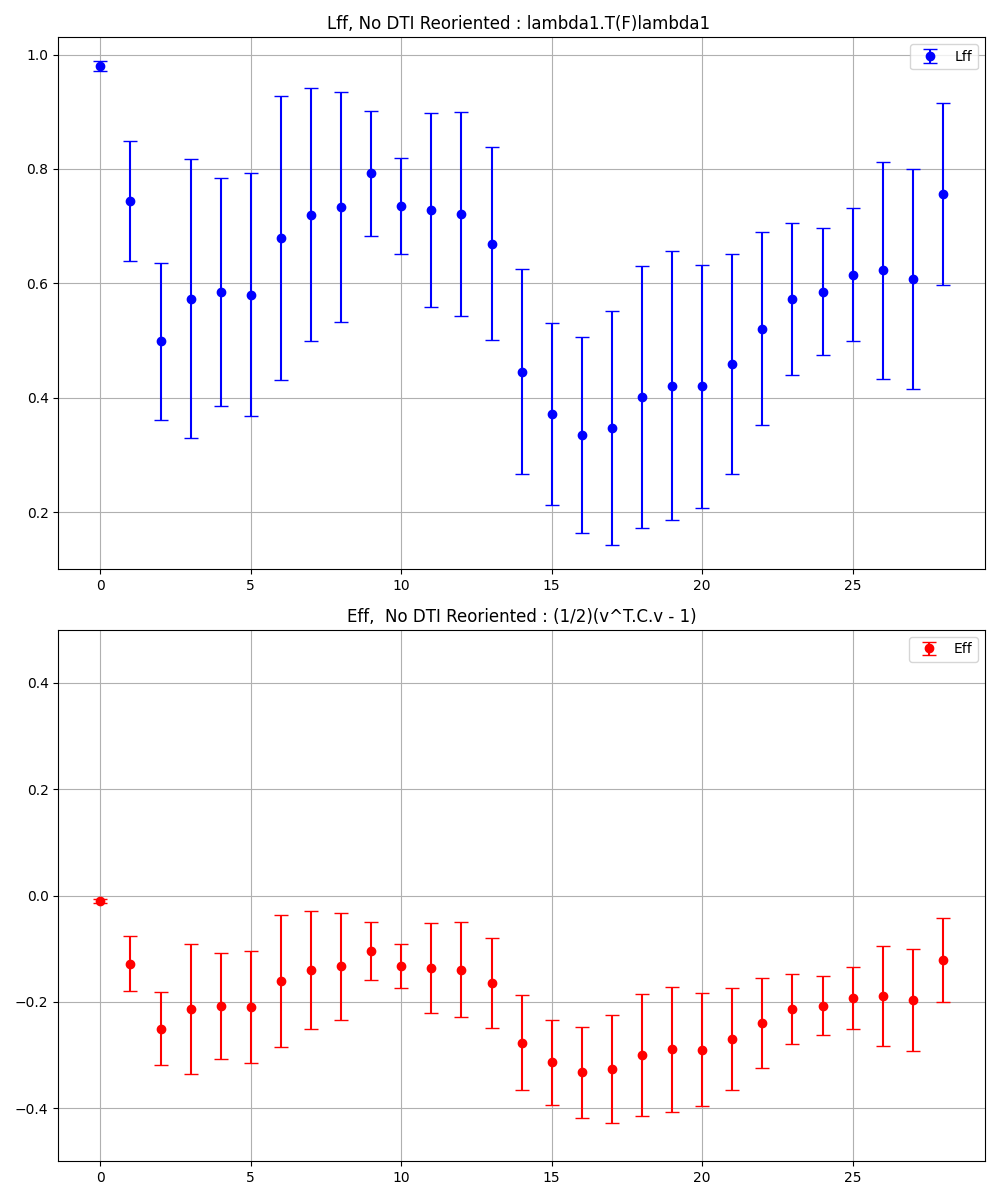 Lff, No DTI Reoriented : lambda1.T(F)lambda1
1.0
0.8
0.6
0.4
0.2
Lff
0 5 10 15 20 25
Eff,  No DTI Reoriented : (1/2)(v^T.C.v - 1)
0.4
0.2
0.0
−0.2
−0.4
Eff
0 5 10 15 20 25